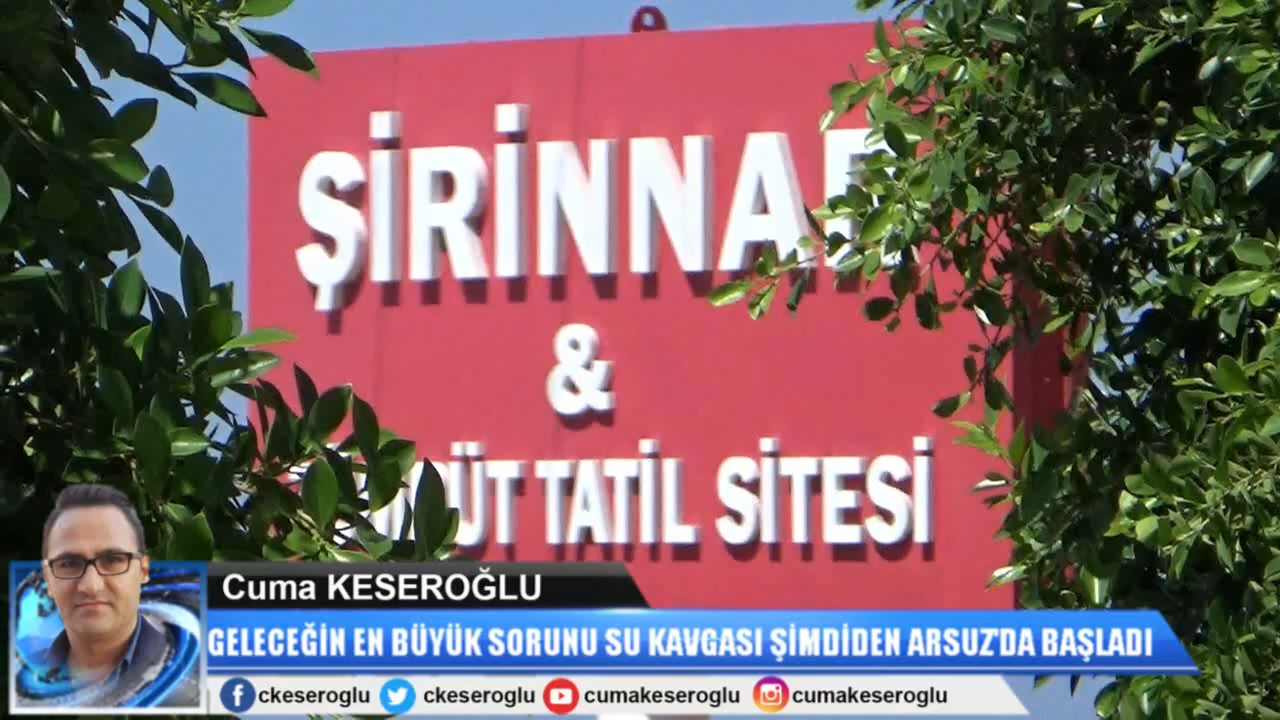 ŞİRİNNAR
&
TATİL SİTESİ
Cuma KESEROĞLU
GELECEĞİN EN BÜYÜK SORUNU SU KAVGASI ŞİMDİDEN ARSUZ'DA BAŞLADI
ckeseroglu ckeseroglu cumakeseroglu cumakeseroglu